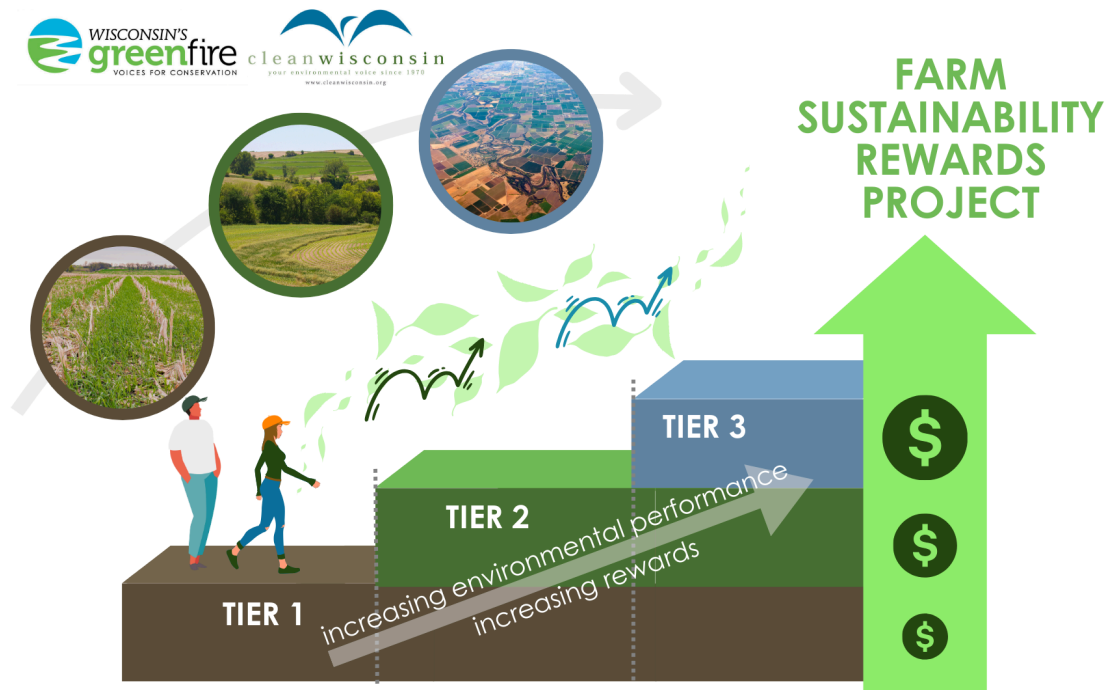 WISCONSIN'S
greenfire
VOICES FOR CONSERVATION
cleanwisconsin
your environmental voice since 1970
www.cleanwisconsin.org
FARM
SUSTAINABILITY
REWARDS
PROJECT
TIER 3
TIER 2
TIER 1
increasing environmental performance
increasing rewards
$
$
$